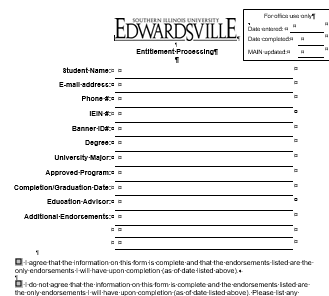 For office use only¶
Date entered:¤ ¤
Date completed:¤ ¤
MAIN updated:¤ ¤
SOUTHERN ILLINOIS UNIVERSITY
EDWARDSVILLE
¶
Entitlement·Processing¶
¶
Student·Name:¤ ¤ ¤
E-mail·address:¤ ¤ ¤
Phone·#:¤ ¤ ¤
IEIN·#:¤ ¤ ¤
Banner·ID#:¤ ¤ ¤
Degree:¤ ¤ ¤
University·Major:¤ ¤ ¤
Approved·Program:¤ ¤ ¤
Completion/Graduation·Date:¤ ¤ ¤
Education·Advisor:¤ ¤ ¤
Additional·Endorsements:¤ ¤ ¤
¤ ¤ ¤
¤ ¤ ¤
¶
·I·agree·that·the·information·on·this·form·is·complete·and·that·the·endorsements·listed·are·the·
only·endorsements·I·will·have·upon·completion·(as·of·date·listed·above).
¶
·I·do·not·agree·that·the·information·on·this·form·is·complete·and·the·endorsements·listed·are·
the·only·endorsements·I·will·have·upon·completion·(as·of·date·listed·above).·Please·list·any·